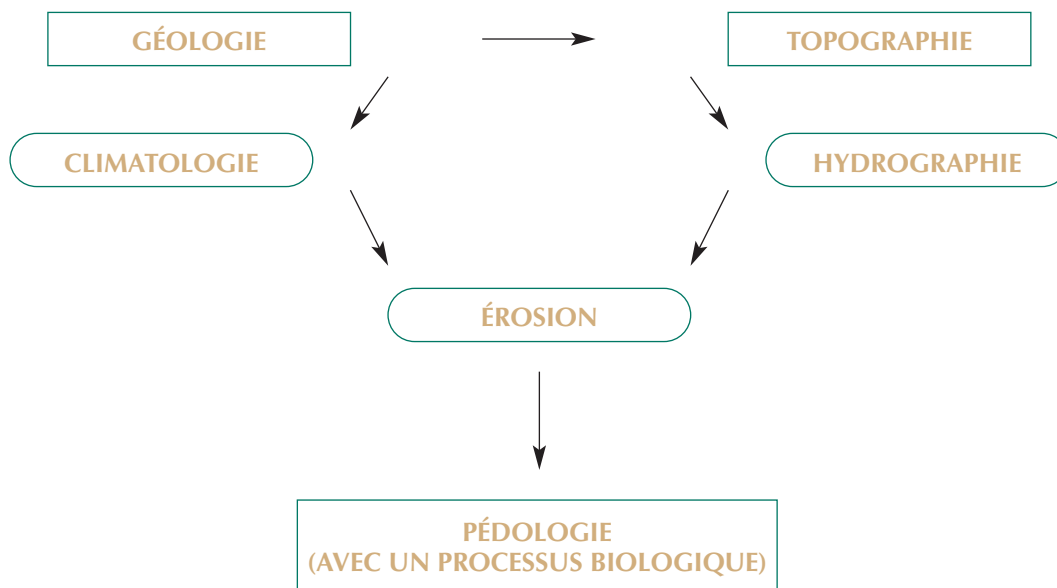 GÉOLOGIE
TOPOGRAPHIE
CLIMATOLOGIE
HYDROGRAPHIE
ÉROSION
PÉDOLOGIE
(AVEC UN PROCESSUS BIOLOGIQUE)